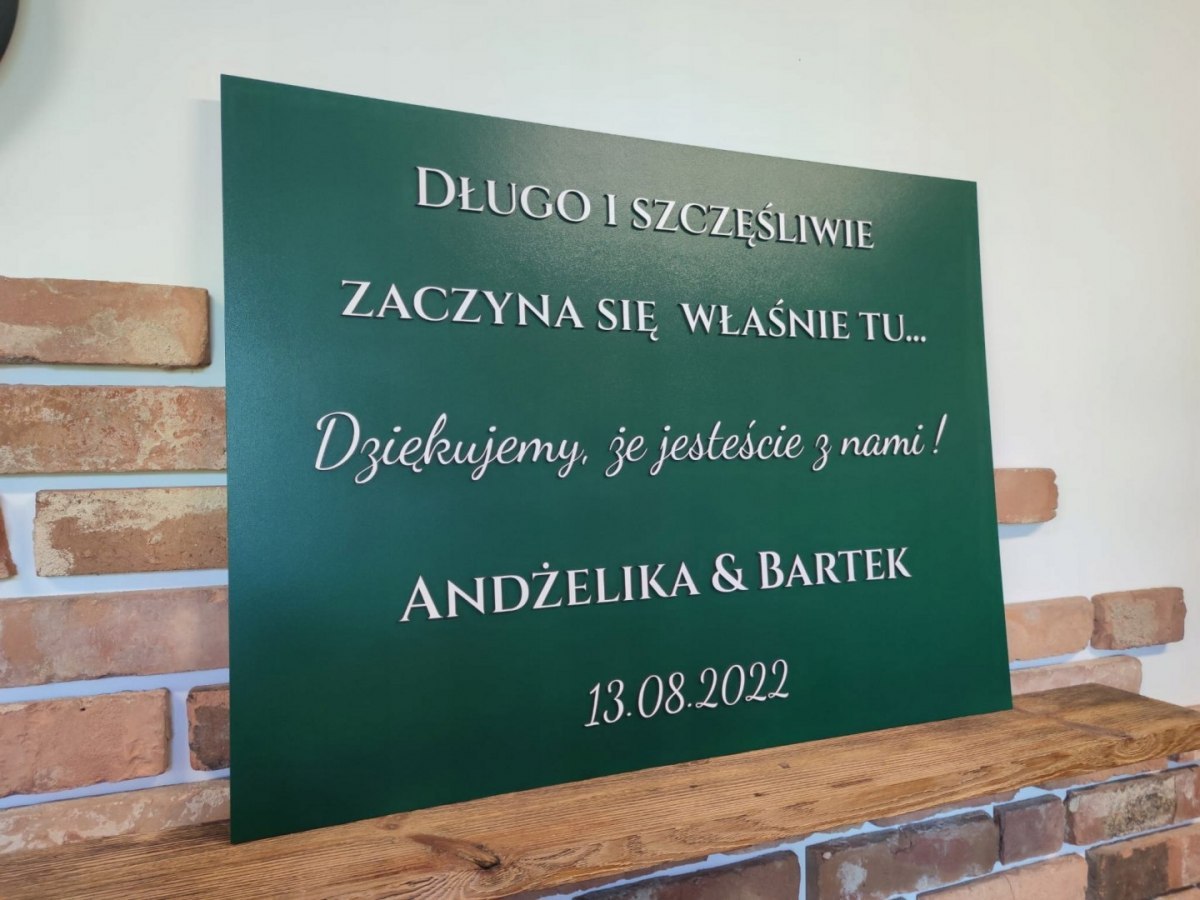 Długo i szczęśliwie
zaczyna się właśnie tu...
Dziękujemy, że jesteście z nami !
Andżelika & Bartek
13.08.2022